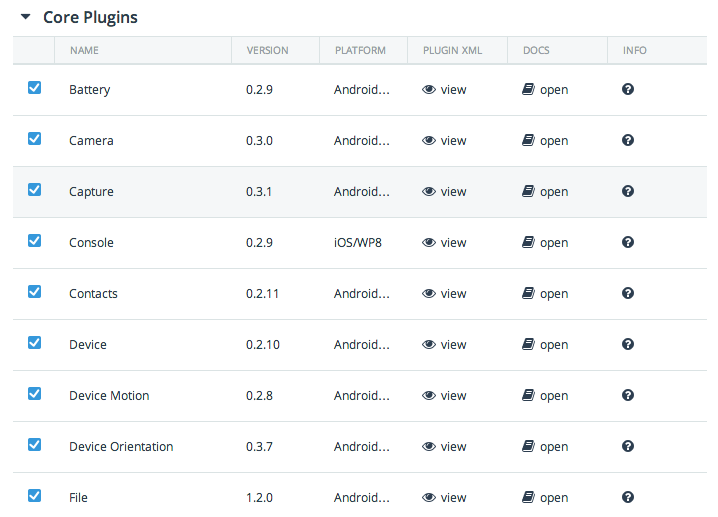 Core Plugins
NAME VERSION PLATFORM PLUGIN XML DOCS INFO
Battery 0.2.9 Android... view open
Camera 0.3.0 Android... view open
Capture 0.3.1 Android... view open
Console 0.2.9 iOS/WP8 view open
Contacts 0.2.11 Android... view open
Device 0.2.10 Android... view open
Device Motion 0.2.8 Android... view open
Device Orientation 0.3.7 Android... view open
File 1.2.0 Android... view open